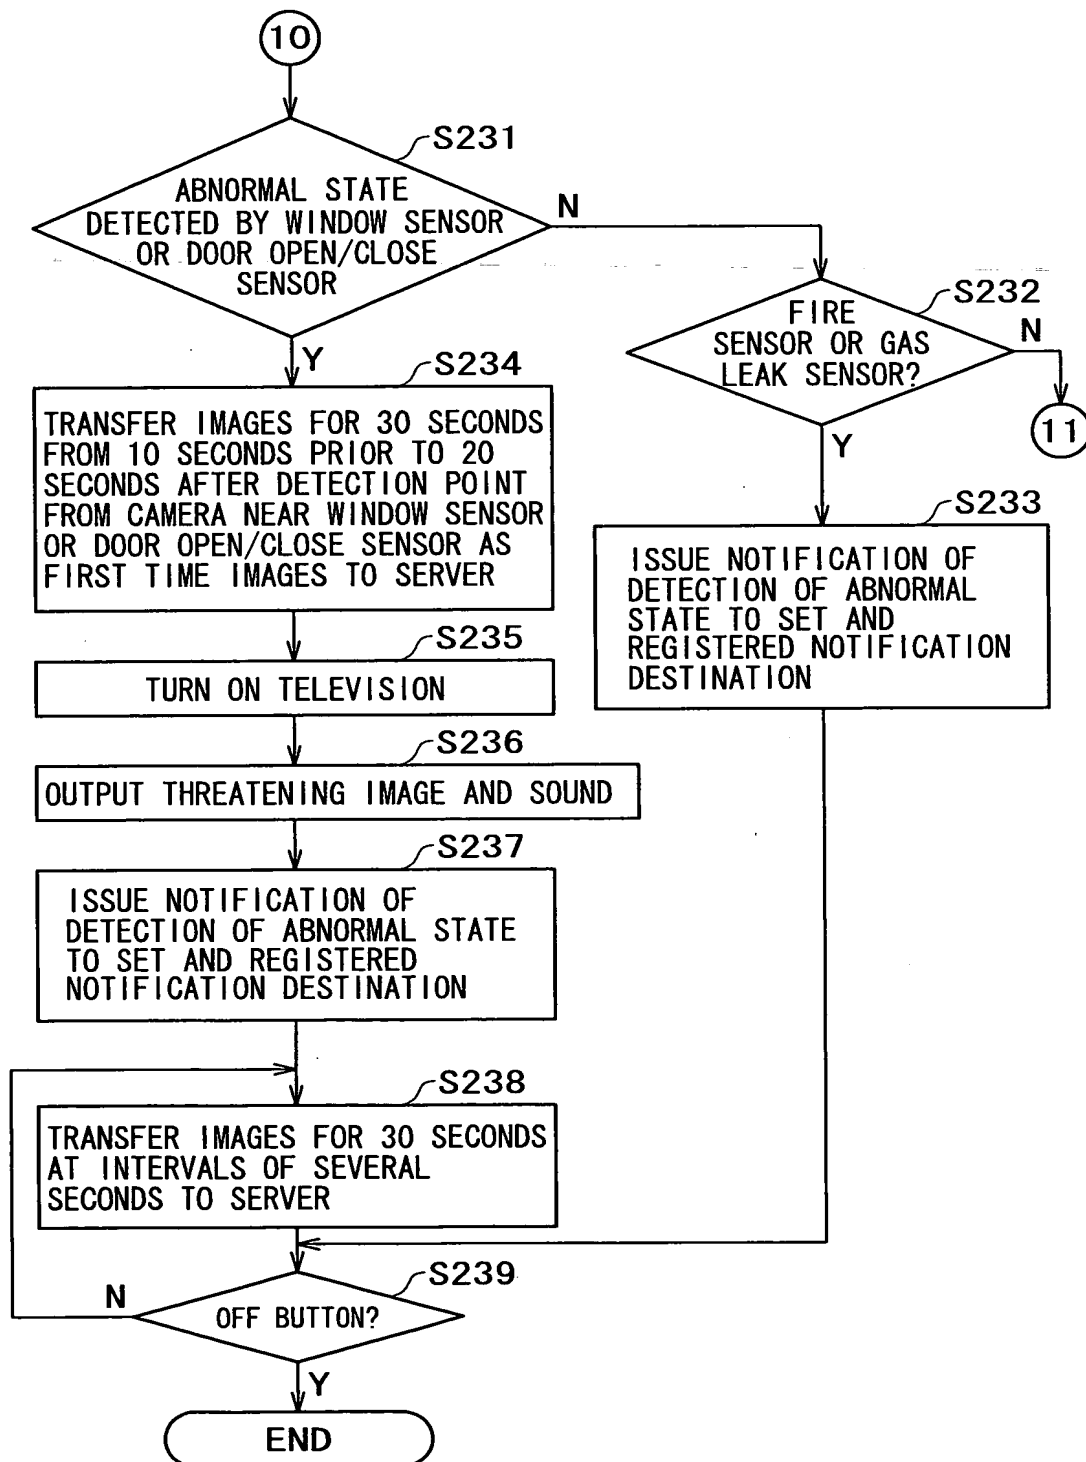 10
S231
ABNORMAL STATE
DETECTED BY WINDOW SENSOR
OR DOOR OPEN/CLOSE
SENSOR
N
Y
S232
FIRE
SENSOR OR GAS
LEAK SENSOR?
N
11
Y
S234
TRANSFER IMAGES FOR 30 SECONDS
FROM 10 SECONDS PRIOR TO 20
SECONDS AFTER DETECTION POINT
FROM CAMERA NEAR WINDOW SENSOR
OR DOOR OPEN/CLOSE SENSOR AS
FIRST TIME IMAGES TO SERVER
S233
ISSUE NOTIFICATION OF
DETECTION OF ABNORMAL
STATE TO SET AND
REGISTERED NOTIFICATION
DESTINATION
S235
TURN ON TELEVISION
S236
OUTPUT THREATENING IMAGE AND SOUND
S237
ISSUE NOTIFICATION OF
DETECTION OF ABNORMAL STATE
TO SET AND REGISTERED
NOTIFICATION DESTINATION
S238
TRANSFER IMAGES FOR 30 SECONDS
AT INTERVALS OF SEVERAL
SECONDS TO SERVER
S239
N
OFF BUTTON?
Y
END